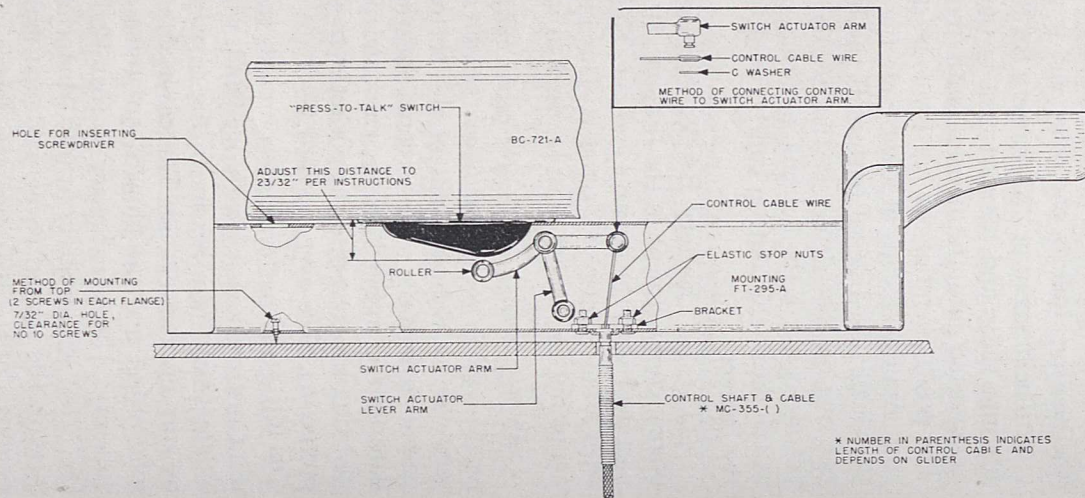 SWITCH ACTUATOR ARM
CONTROL CABLE WIRE
C WASHER
METHOD OF CONNECTING CONTROL
WIRE TO SWITCH ACTUATOR ARM.
"PRESS-TO-TALK" SWITCH
BC-721-A
HOLE FOR INSERTING
SCREWDRIVER
ADJUST THIS DISTANCE TO
23/32" PER INSTRUCTIONS
CONTROL CABLE WIRE
ROLLER
ELASTIC STOP NUTS
MOUNTING
FT-295-A
BRACKET
METHOD OF MOUNTING
FROM TOP
(2 SCREWS IN EACH FLANGE)
7/32" DIA. HOLE,
CLEARANCE FOR
NO 10 SCREWS
SWITCH ACTUATOR ARM
SWITCH ACTUATOR
LEVER ARM
CONTROL SHAFT & CABLE
* MC-355-( )
* NUMBER IN PARENTHESIS INDICATES
LENGTH OF CONTROL CABLE AND
DEPENDS ON GLIDER